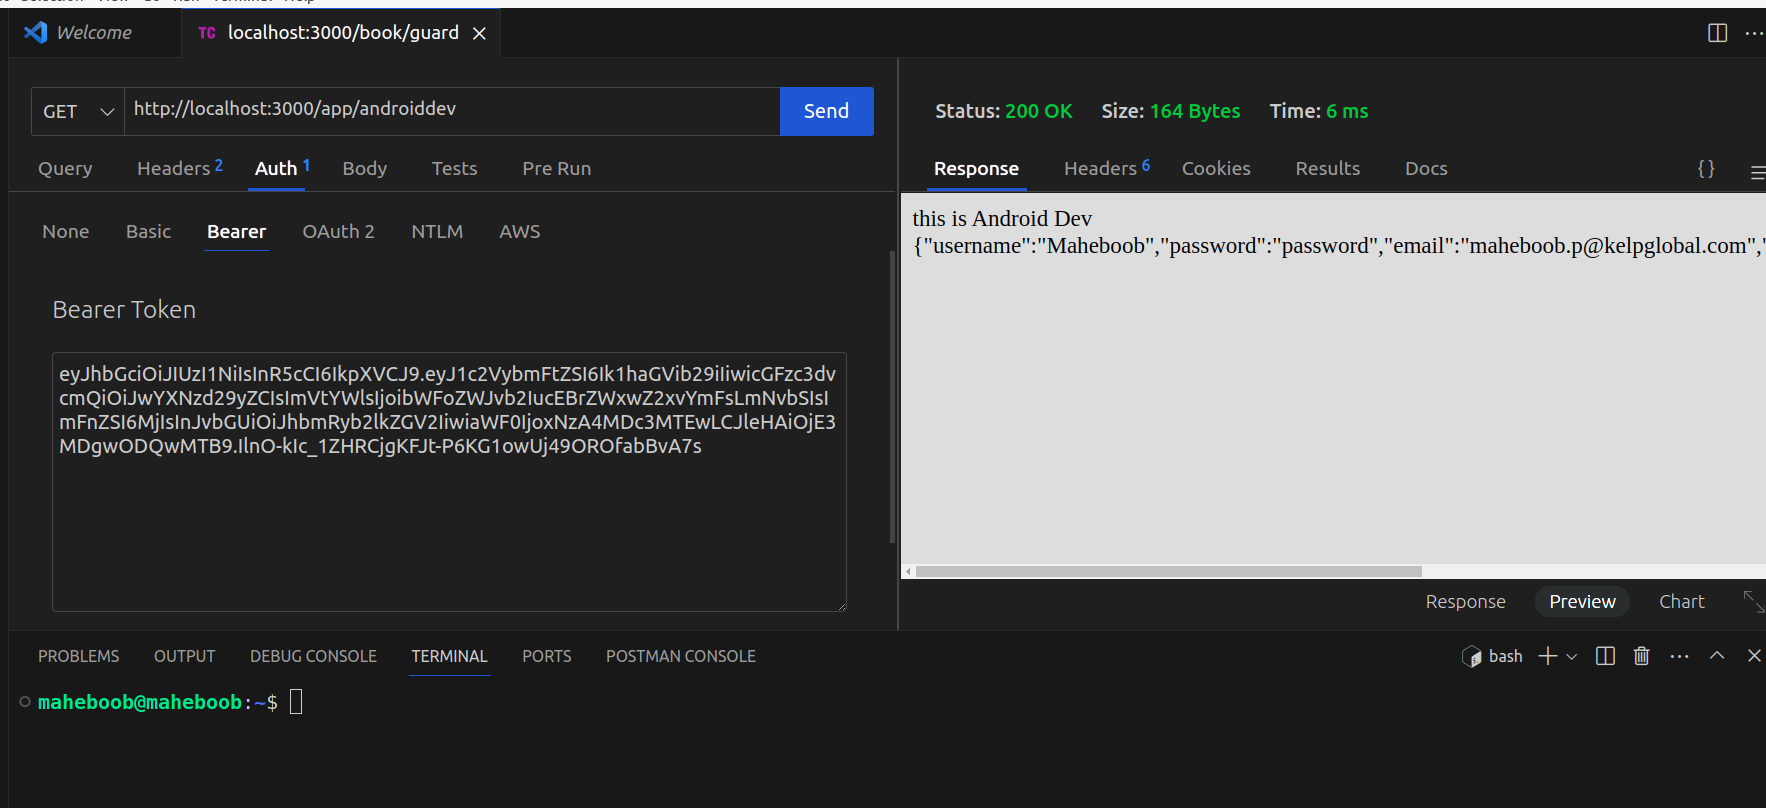 Welcome
TC localhost:3000/book/guard
GET http://localhost:3000/app/androiddev Send
Query Headers 2 Auth 1 Body Tests Pre Run
None Basic Bearer OAuth 2 NTLM AWS
Bearer Token
eyJhbGciOiJIUzI1NiIsInR5cCI6IkpXVCJ9.eyJ1c2VybmFtZSI6Ik1haGVib29iIiwicGFzc3dv
cmQiOiJwYXNzd29yZCIsImVtYWlsIjoibWFoZWJvb2IucEBrZWxwZ2xvYmFsLmNvbSIsI
mFnZSI6MjIsInJvbGUiOiJhbmRyb2lkZGV2IiwiaWF0IjoxNzA4MDc3MTEwLCJleHAiOjE3
MDgwODQwMTB9.IlnO-kIc_1ZHRCjgKFJt-P6KG1owUj49OROfabBvA7s
Status: 200 OK Size: 164 Bytes Time: 6 ms
Response Headers 6 Cookies Results Docs {}
this is Android Dev
{"username":"Maheboob","password":"password","email":"maheboob.p@kelpglobal.com","
Response Preview Chart
PROBLEMS OUTPUT DEBUG CONSOLE TERMINAL PORTS POSTMAN CONSOLE bash
maheboob@maheboob:~$